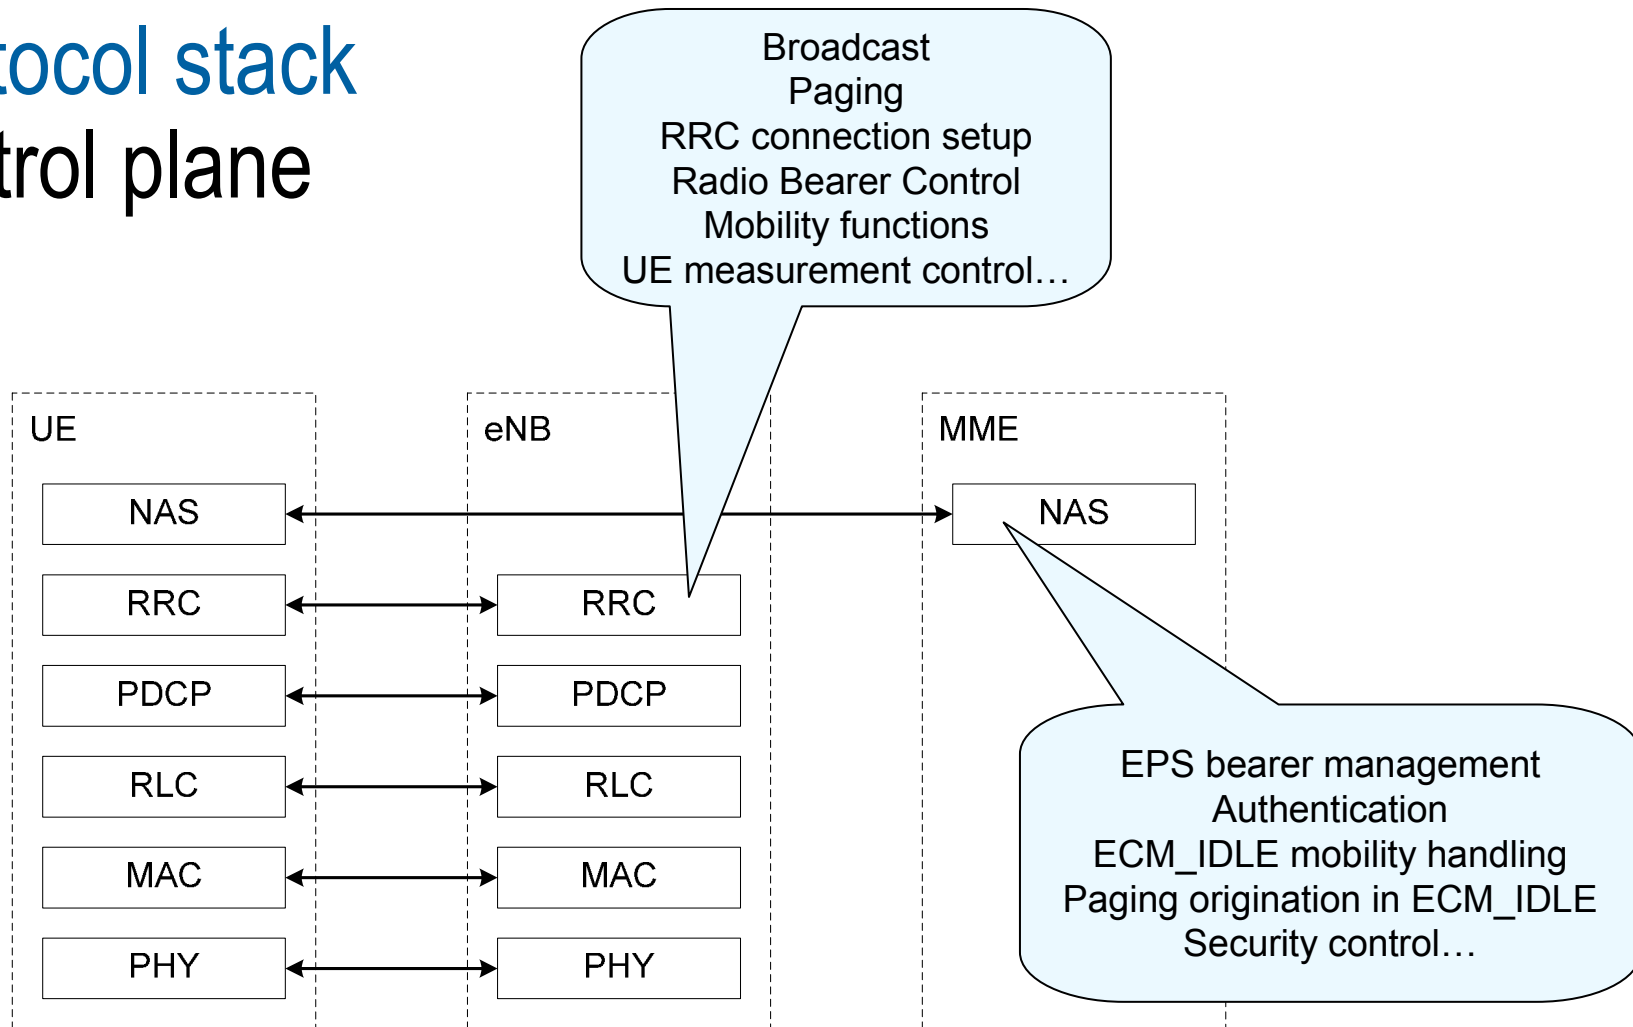 tocol stack
trol plane
Broadcast
Paging
RRC connection setup
Radio Bearer Control
Mobility functions
UE measurement control…
UE
eNB
MME
NAS
NAS
RRC
RRC
PDCP
PDCP
RLC
RLC
MAC
MAC
PHY
PHY
EPS bearer management
Authentication
ECM_IDLE mobility handling
Paging origination in ECM_IDLE
Security control…